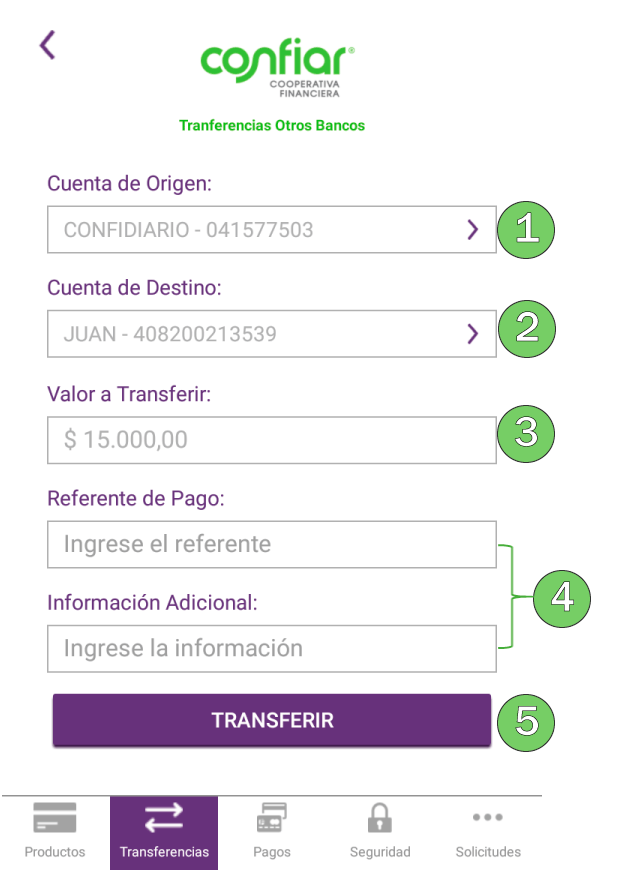 confiar®
COOPERATIVA
FINANCIERA
Tranferencias Otros Bancos
Cuenta de Origen:
CONFIDIARIO - 041577503
1
Cuenta de Destino:
JUAN - 408200213539
2
Valor a Transferir:
$ 15.000,00
3
Referente de Pago:
Ingrese el referente
4
Información Adicional:
Ingrese la información
TRANSFERIR
5
Productos Transferencias Pagos Seguridad Solicitudes